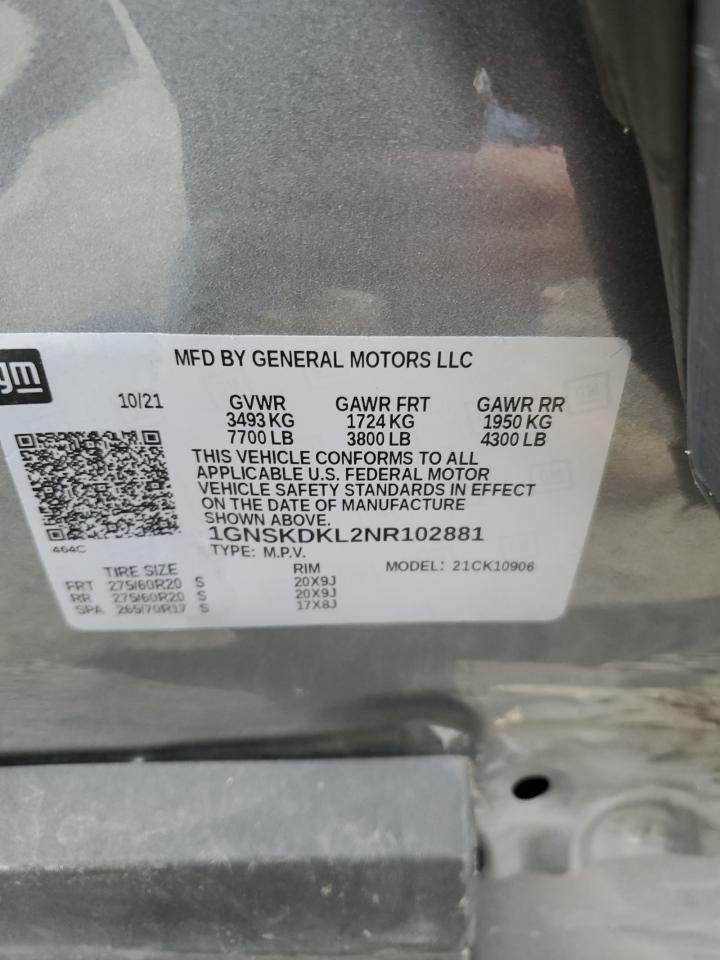 gm
MFD BY GENERAL MOTORS LLC
10/21 GVWR GAWR FRT GAWR RR
3493 KG 1724 KG 1950 KG
7700 LB 3800 LB 4300 LB
THIS VEHICLE CONFORMS TO ALL
APPLICABLE U.S. FEDERAL MOTOR
VEHICLE SAFETY STANDARDS IN EFFECT
ON THE DATE OF MANUFACTURE
SHOWN ABOVE.
1GNSKDKL2NR102881
464C
TYPE: M.P.V. MODEL: 21CK10906
TIRE SIZE RIM
FRT 275/60R20 S 20X9J
RR 275/60R20 S 20X9J
SPA 265/70R17 S 17X8J